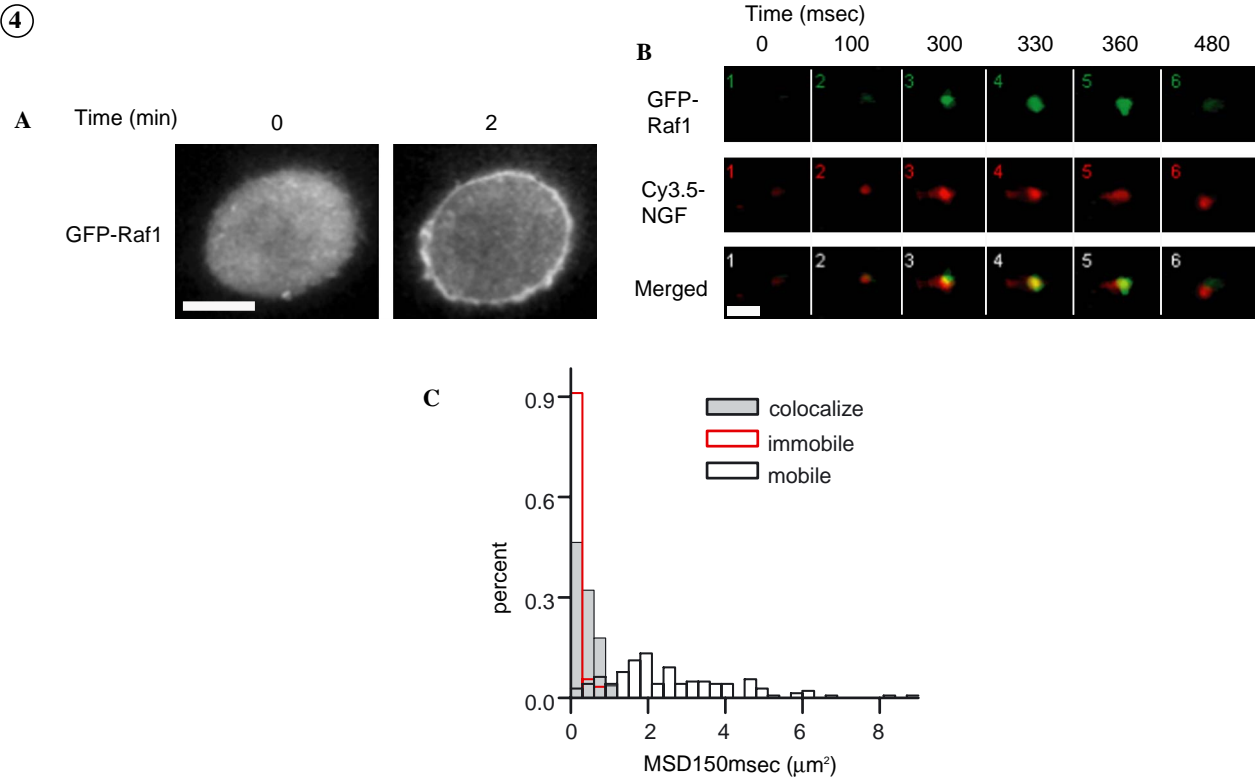 4
A
Time (min)
0 2
GFP-Raf1
B
Time (msec)
0 100 300 330 360 480
GFP-
Raf1
1 2 3 4 5 6
Cy3.5-
NGF
1 2 3 4 5 6
Merged
1 2 3 4 5 6
C
colocalize
immobile
mobile
percent
0.9
0.6
0.3
0.0
0 2 4 6 8
MSD150msec (μm²)